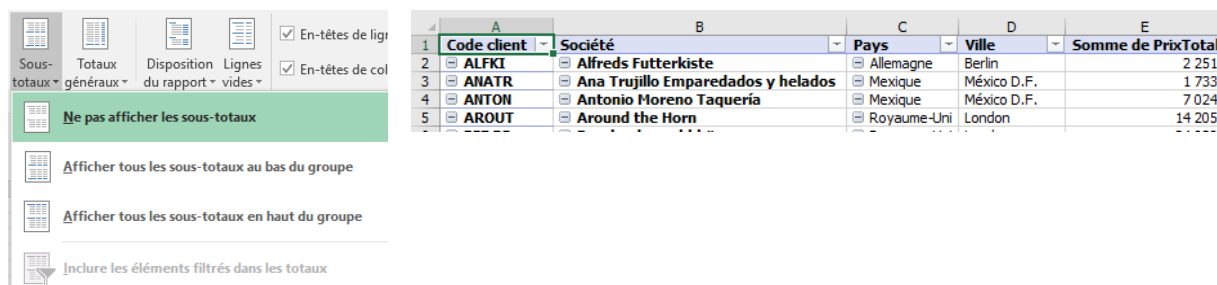 Sous-
totaux
Totaux
généraux
Disposition
du rapport
Lignes
vides
En-têtes de lig
En-têtes de col
Ne pas afficher les sous-totaux
Afficher tous les sous-totaux au bas du groupe
Afficher tous les sous-totaux en haut du groupe
Inclure les éléments filtrés dans les totaux
A B C D E
1 Code client Société Pays Ville Somme de PrixTotal
2 ALFKI Alfreds Futterkiste Allemagne Berlin 2 251
3 ANATR Ana Trujillo Emparedados y helados Mexique México D.F. 1 733
4 ANTON Antonio Moreno Taquería Mexique México D.F. 7 024
5 AROUT Around the Horn Royaume-Uni London 14 205